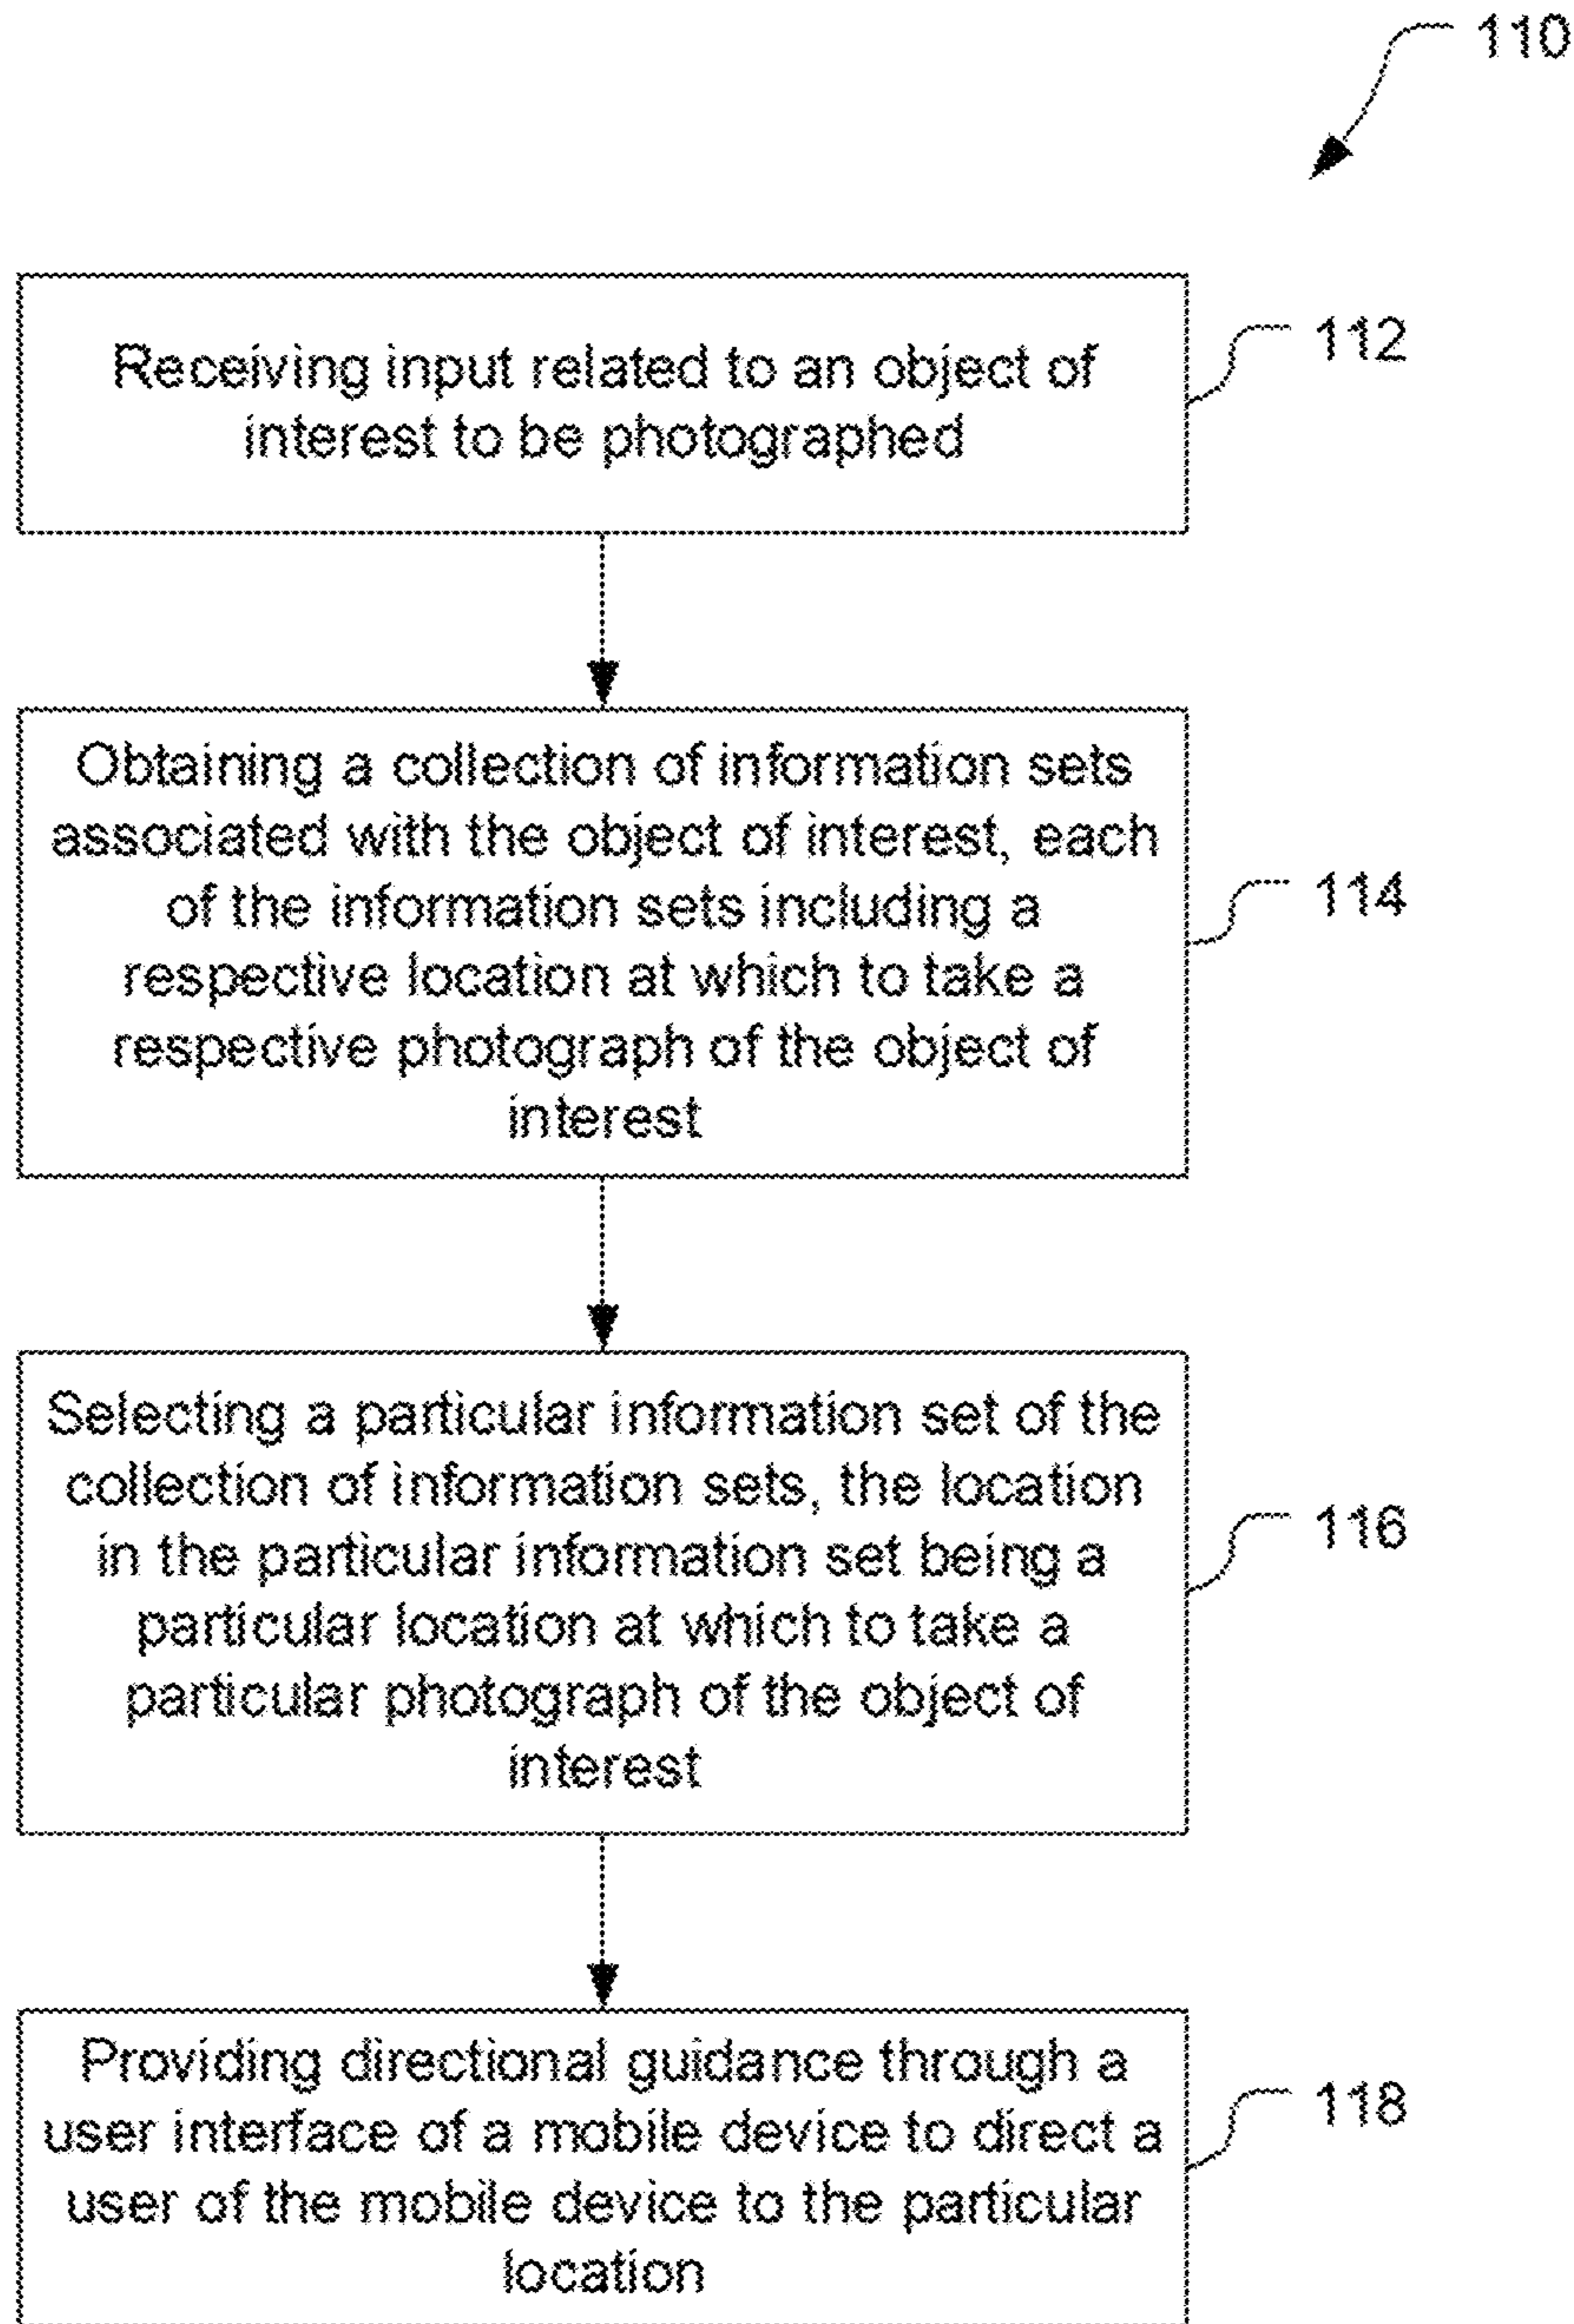 110
Receiving input related to an object of
interest to be photographed
112
Obtaining a collection of information sets
associated with the object of interest, each
of the information sets including a
respective location at which to take a
respective photograph of the object of
interest
114
Selecting a particular information set of the
collection of information sets, the location
in the particular information set being a
particular location at which to take a
particular photograph of the object of
interest
116
Providing directional guidance through a
user interface of a mobile device to direct a
user of the mobile device to the particular
location
118